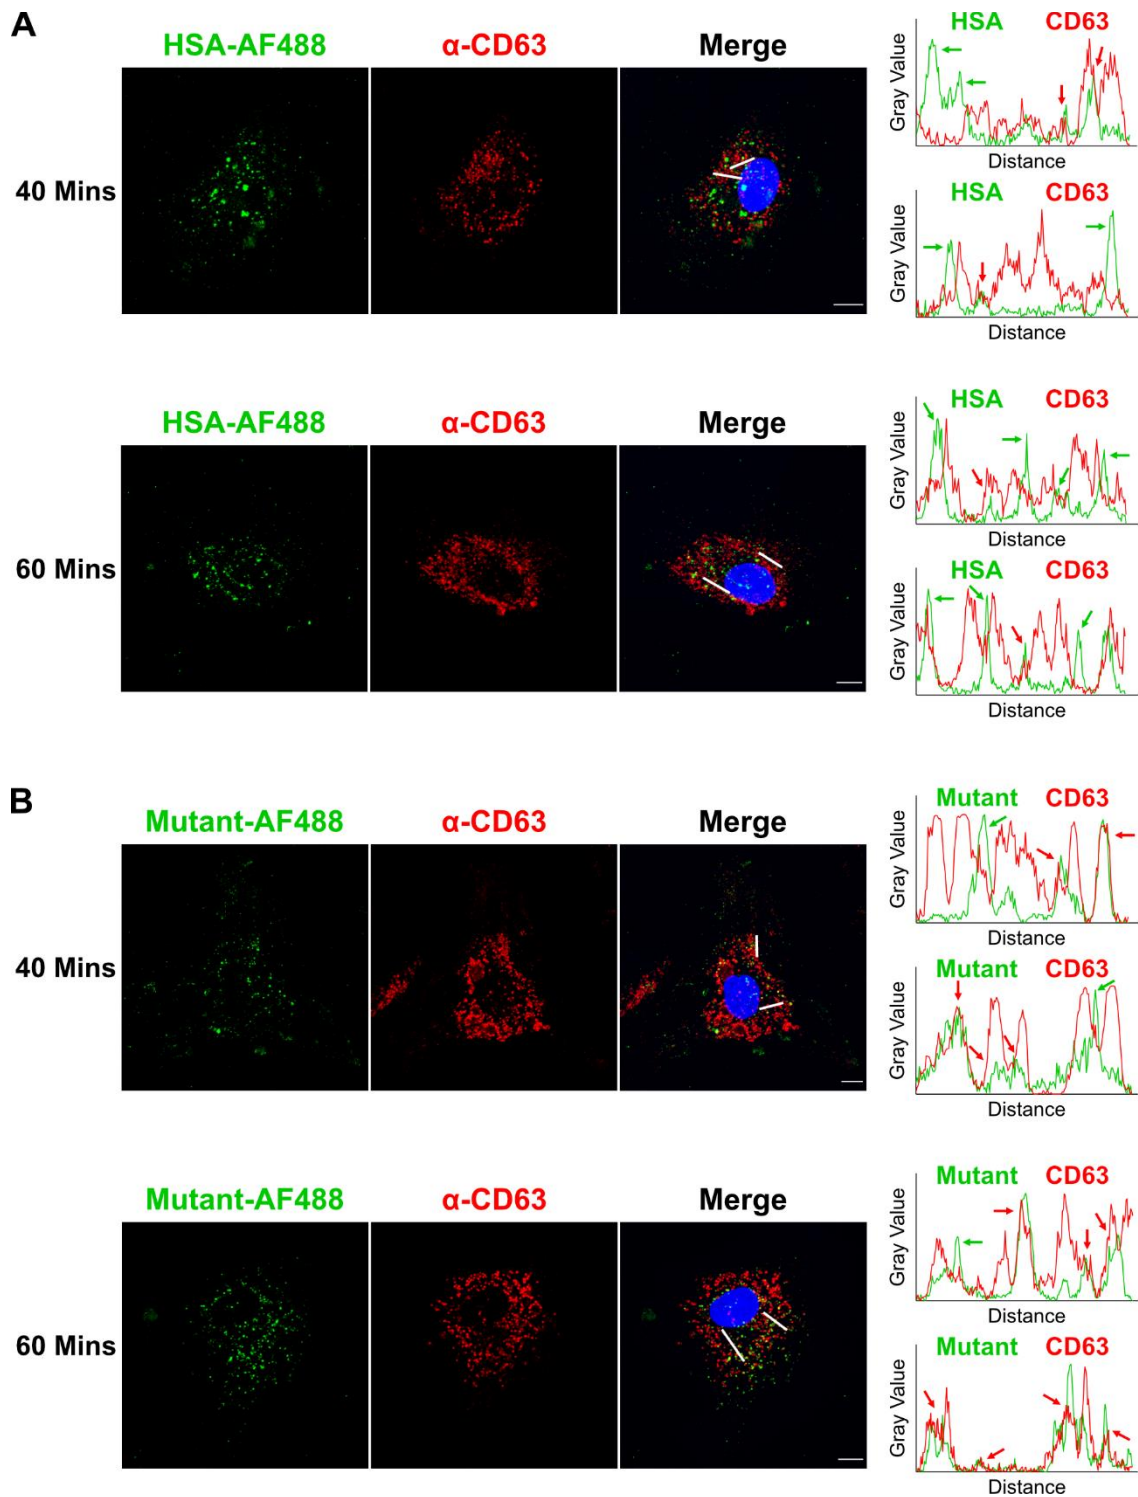 A
HSA-AF488 α-CD63 Merge
40 Mins
HSA CD63
Gray Value
Distance
HSA CD63
Gray Value
Distance
HSA-AF488 α-CD63 Merge
60 Mins
HSA CD63
Gray Value
Distance
HSA CD63
Gray Value
Distance
B
Mutant-AF488 α-CD63 Merge
40 Mins
Mutant CD63
Gray Value
Distance
Mutant CD63
Gray Value
Distance
Mutant-AF488 α-CD63 Merge
60 Mins
Mutant CD63
Gray Value
Distance
Mutant CD63
Gray Value
Distance